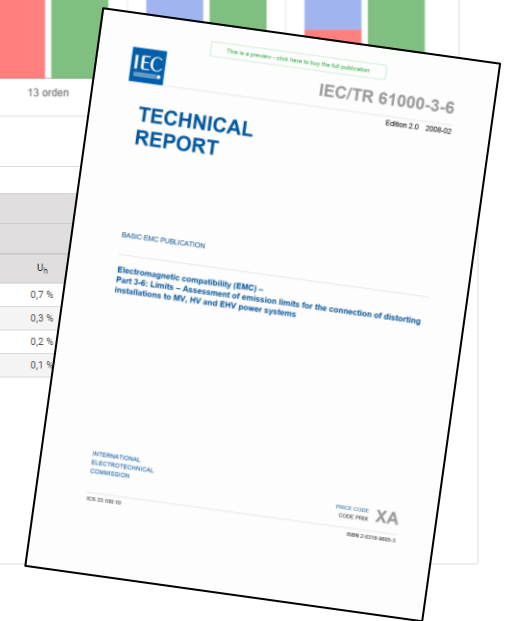 This is a preview - click here to buy the full publication
IEC
IEC/TR 61000-3-6
Edition 2.0 2008-02
TECHNICAL
REPORT
BASIC EMC PUBLICATION
Electromagnetic compatibility (EMC) –
Part 3-6: Limits – Assessment of emission limits for the connection of distorting
installations to MV, HV and EHV power systems
INTERNATIONAL
ELECTROTECHNICAL
COMMISSION
PRICE CODE
CODE PRIX
XA
ICS 33.100.10
13 orden
Un
0,7 %
0,3 %
0,2 %
0,1 %